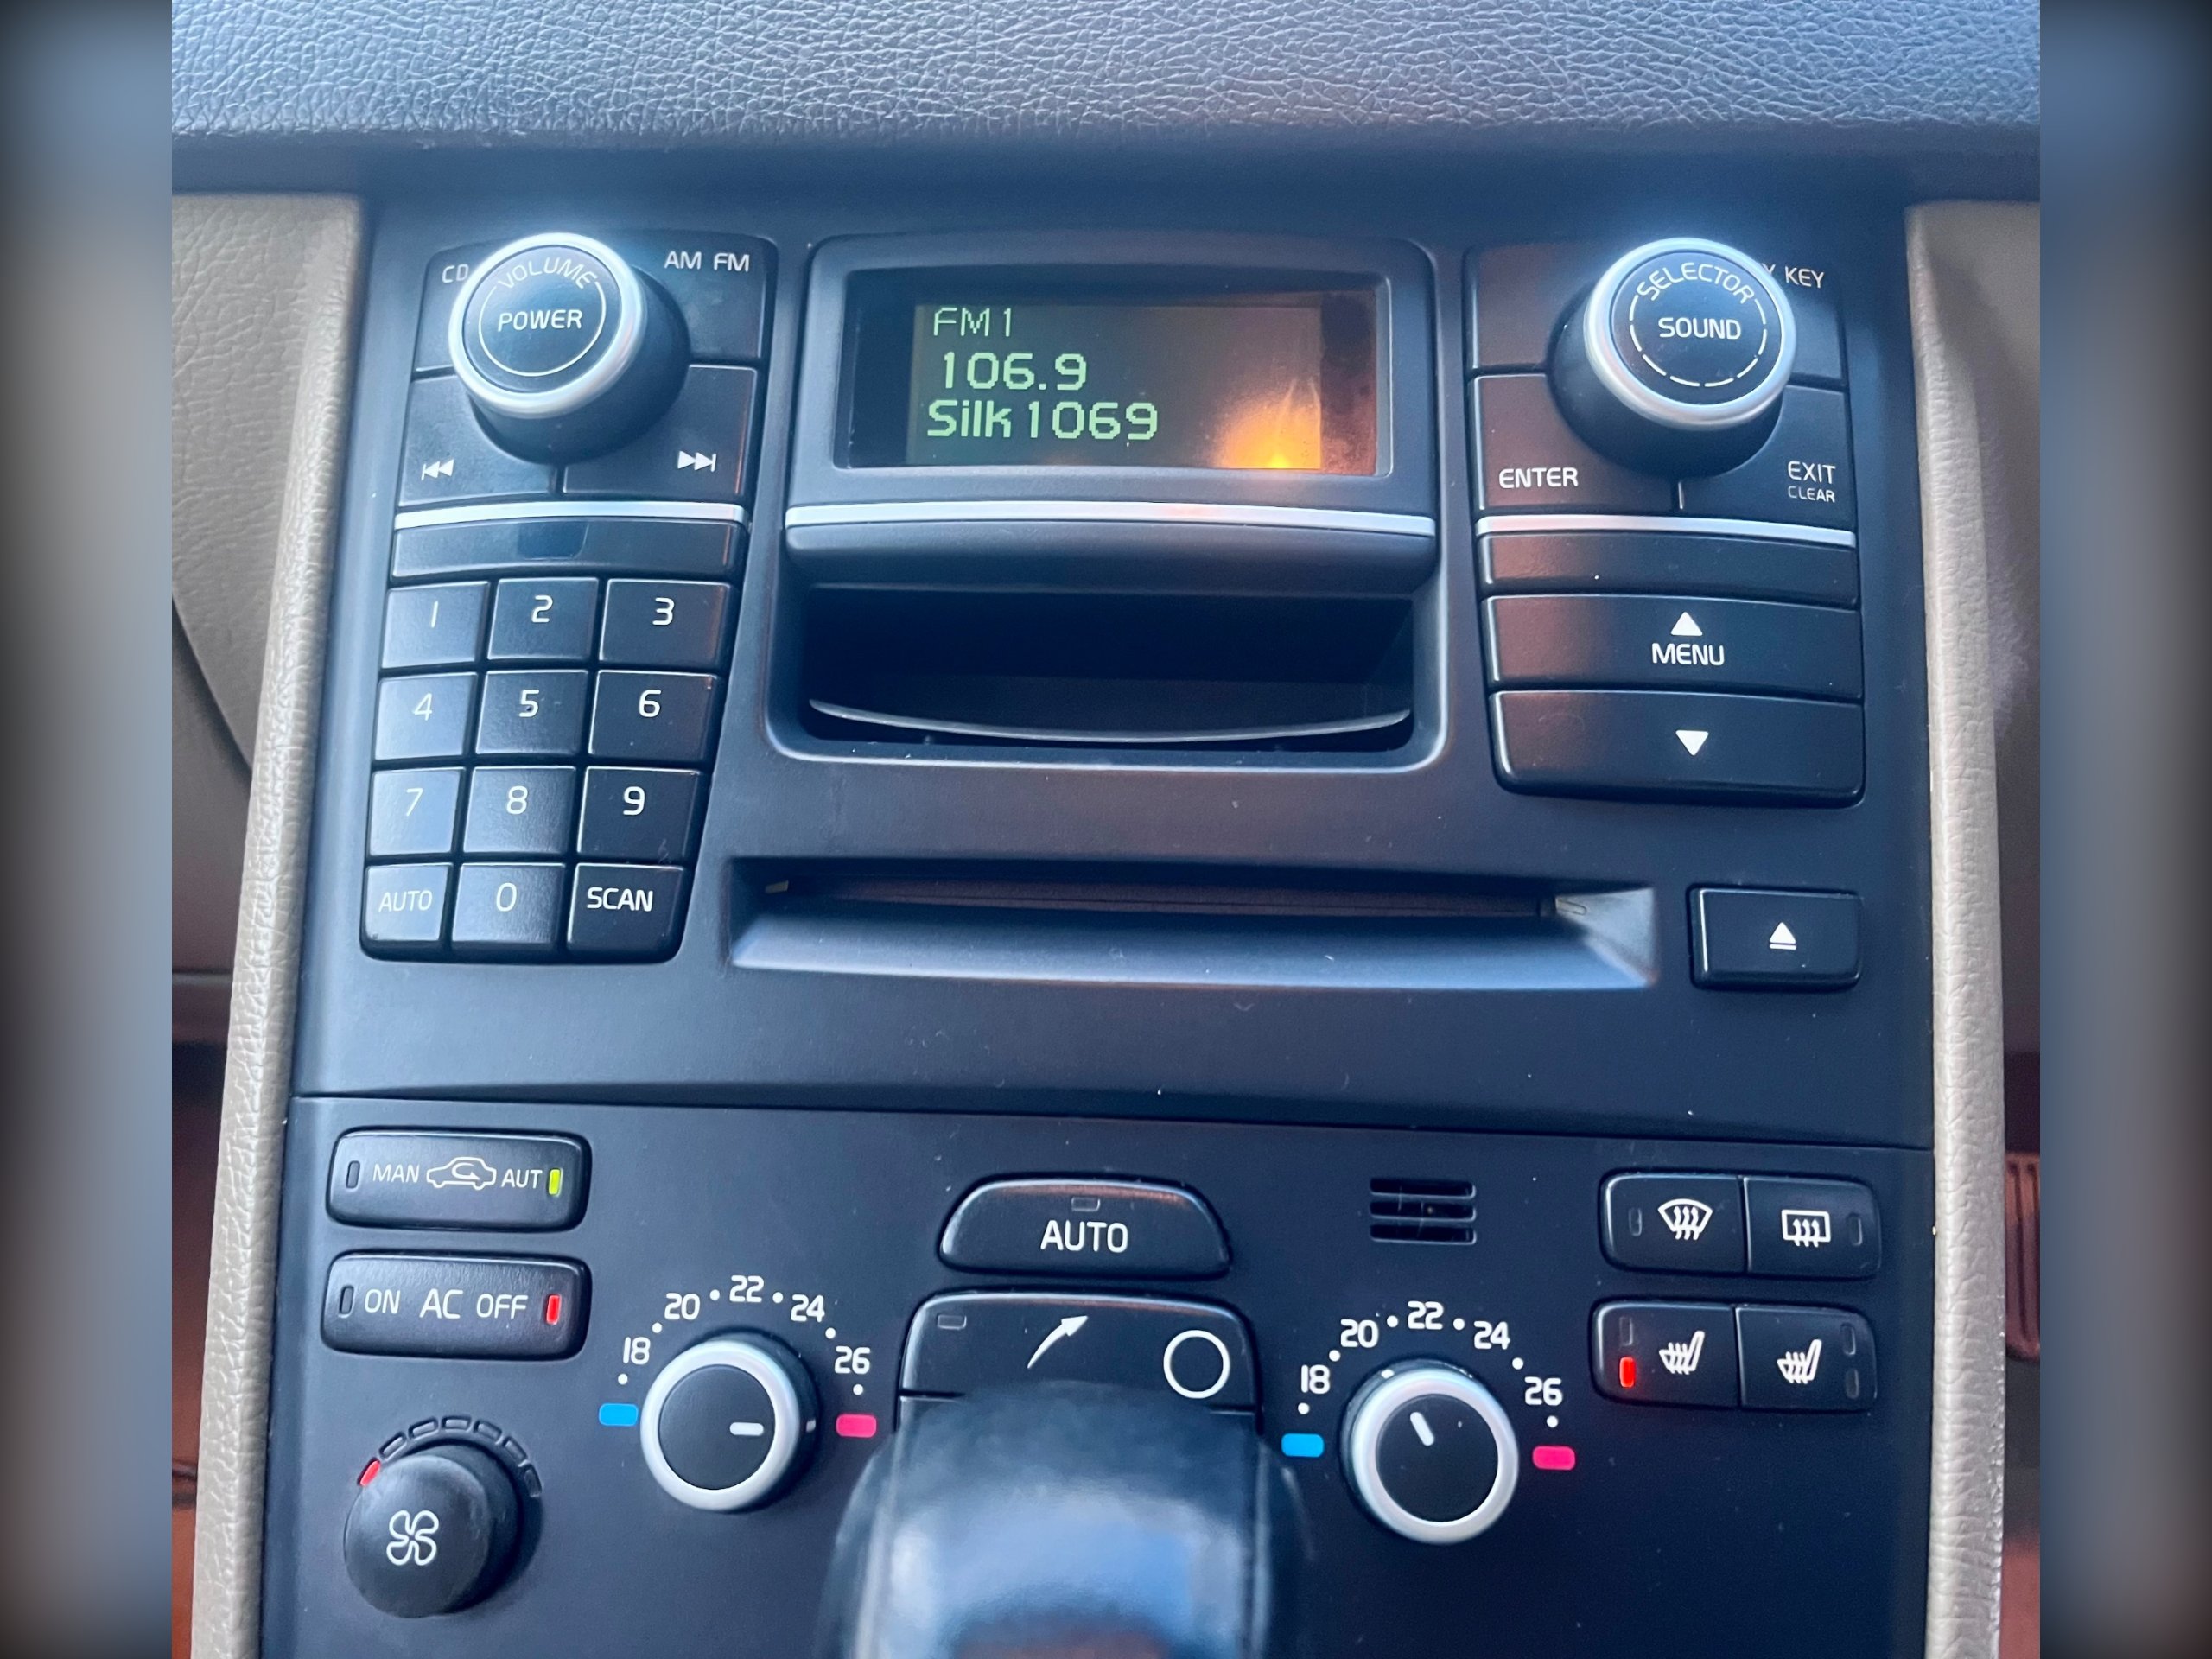 CD
VOLUME
POWER
AM FM
FM1
106.9
Silk1069
SELECTOR
SOUND
KEY
ENTER
EXIT
CLEAR
1 2 3
4 5 6
7 8 9
AUTO 0 SCAN
MENU
MAN AUT
ON AC OFF
AUTO
18 20 22 24 26
18 20 22 24 26